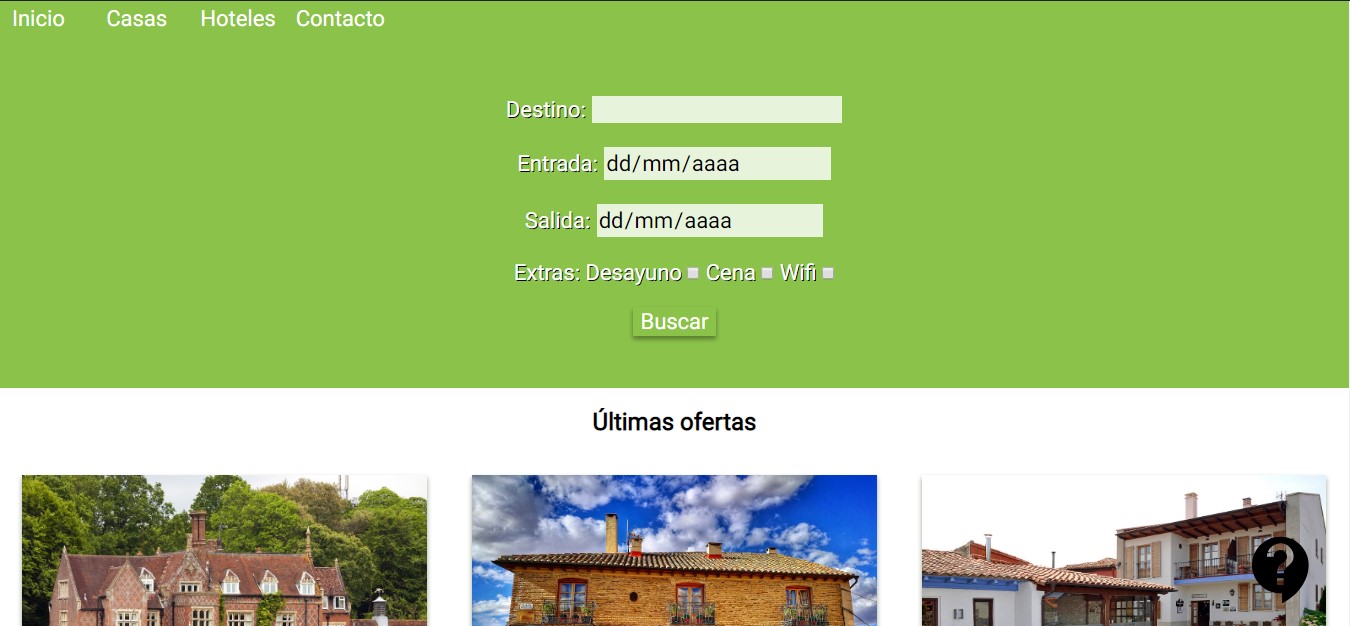 Inicio Casas Hoteles Contacto
Destino:
Entrada: dd/mm/aaaa
Salida: dd/mm/aaaa
Extras: Desayuno Cena Wifi
Buscar
Últimas ofertas
?